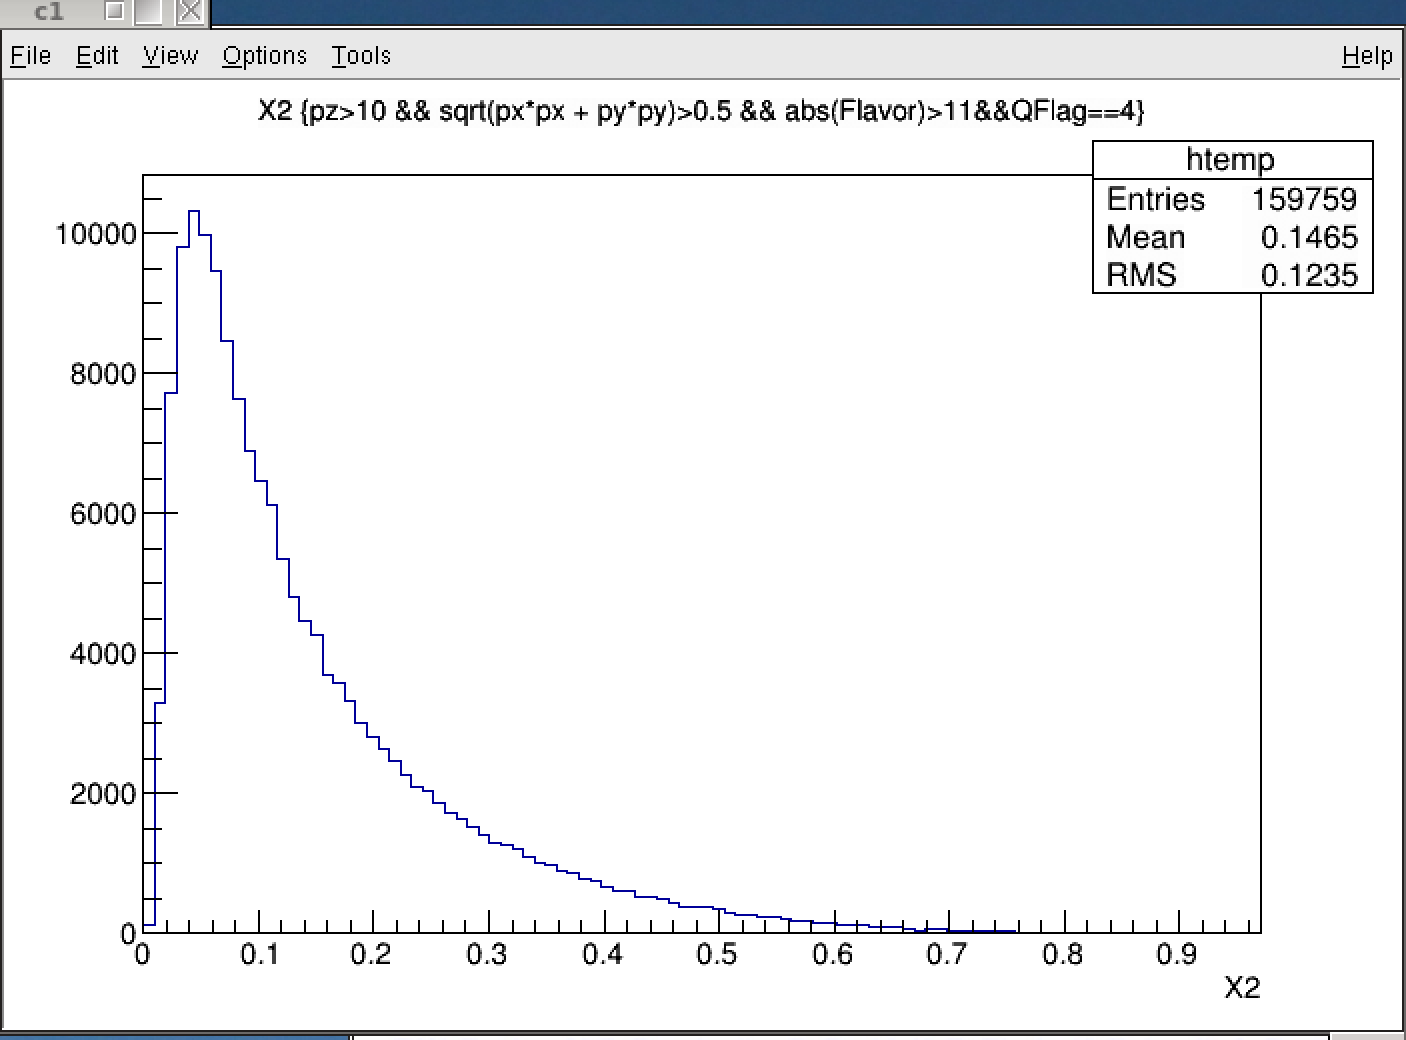 c1
File Edit View Options Tools Help
X2 {pz>10 && sqrt(px*px + py*py)>0.5 && abs(Flavor)>11&&QFlag==4}
htemp
Entries 159759
Mean 0.1465
RMS 0.1235
10000
8000
6000
4000
2000
0
0 0.1 0.2 0.3 0.4 0.5 0.6 0.7 0.8 0.9
X2